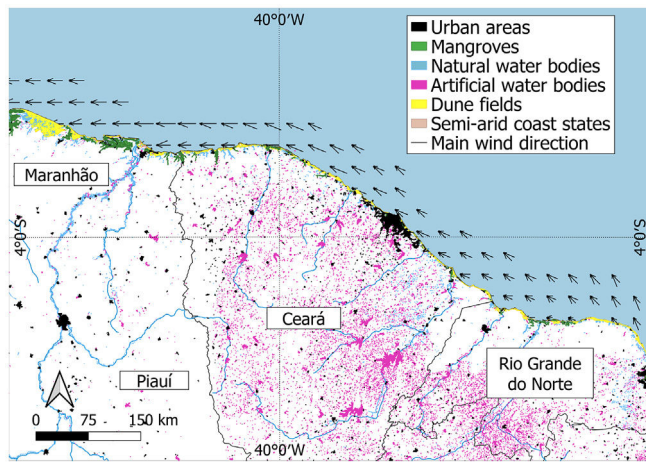 40°0'W
Urban areas
Mangroves
Natural water bodies
Artificial water bodies
Dune fields
Semi-arid coast states
Main wind direction
Maranhão
4°0'S
4°0'S
Ceará
Piauí
Rio Grande
do Norte
0 75 150 km
40°0'W